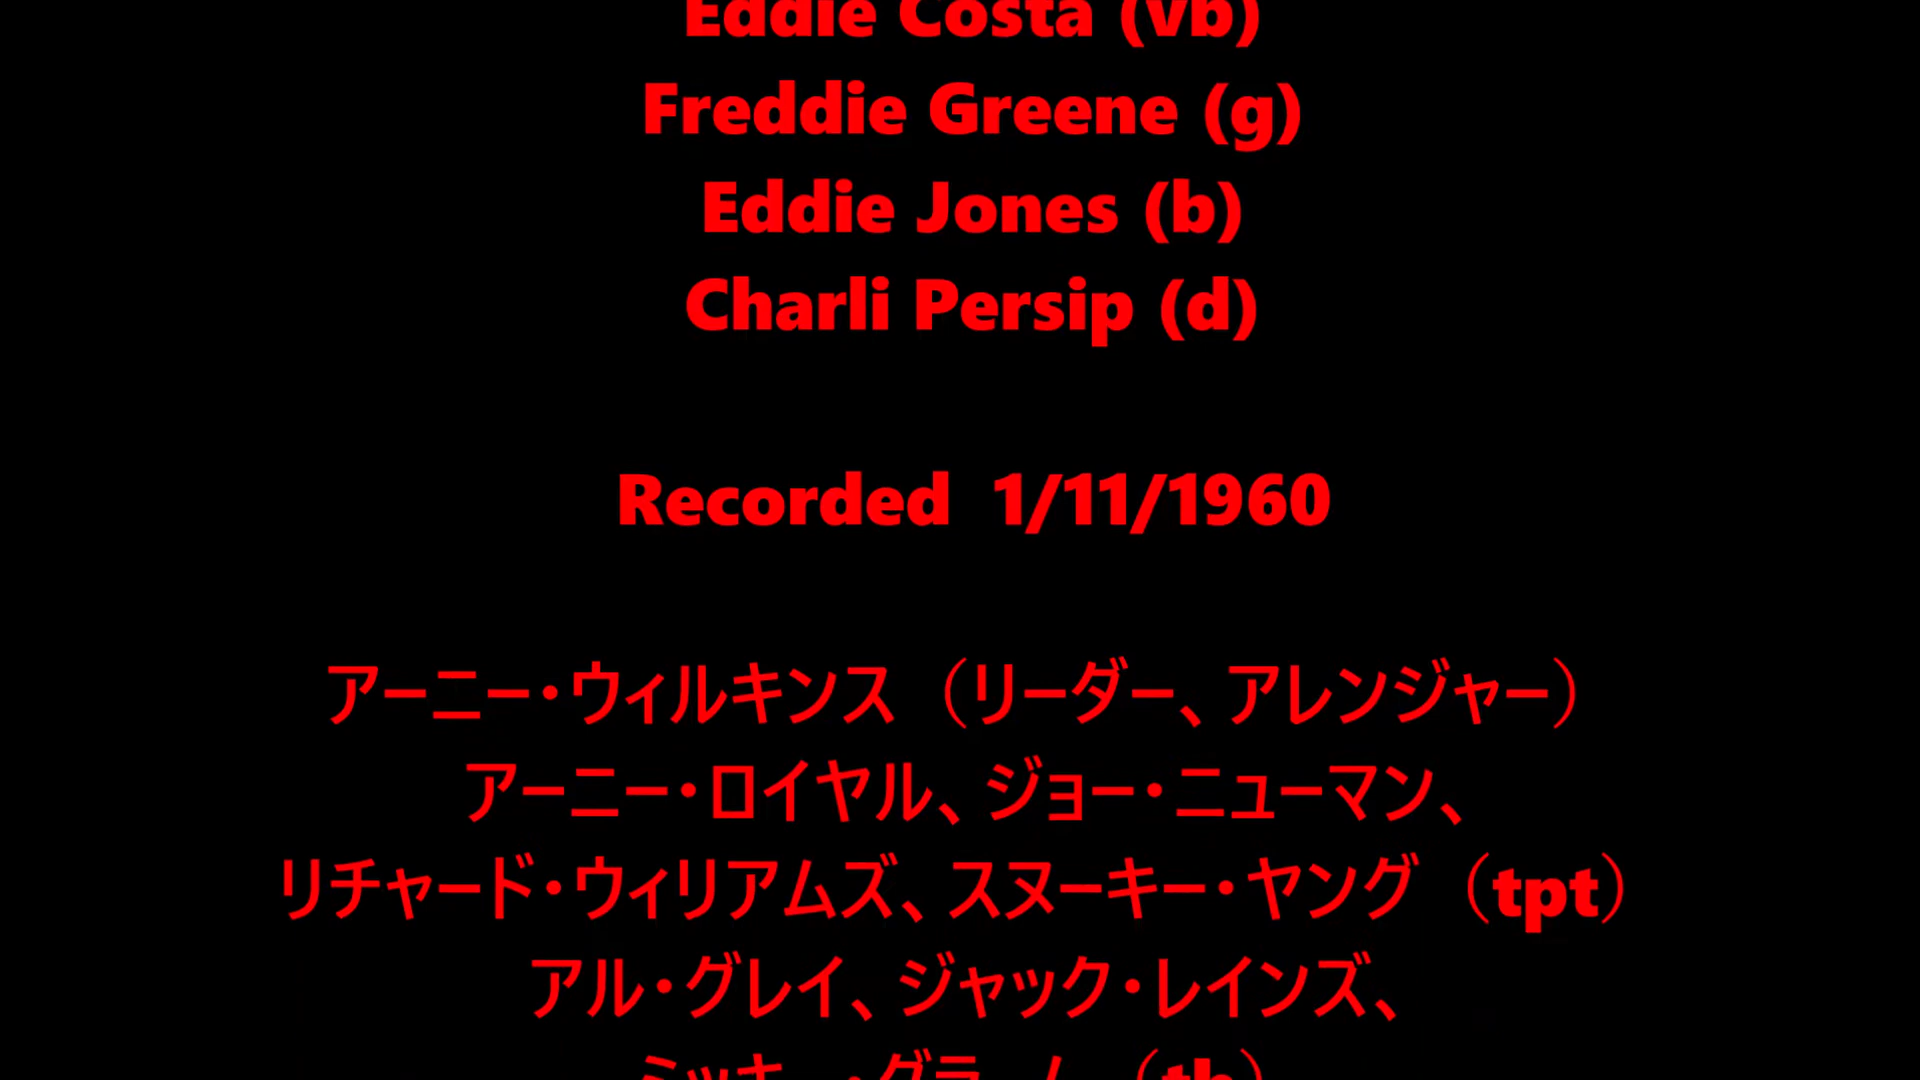 Eddie Costa (vb)
Freddie Greene (g)
Eddie Jones (b)
Charli Persip (d)
Recorded 1/11/1960
アーニー・ウィルキンス（リーダー、アレンジャー）
アーニー・ロイヤル、ジョー・ニューマン、
リチャード・ウィリアムズ、スヌーキー・ヤング（tpt）
アル・グレイ、ジャック・レインズ、